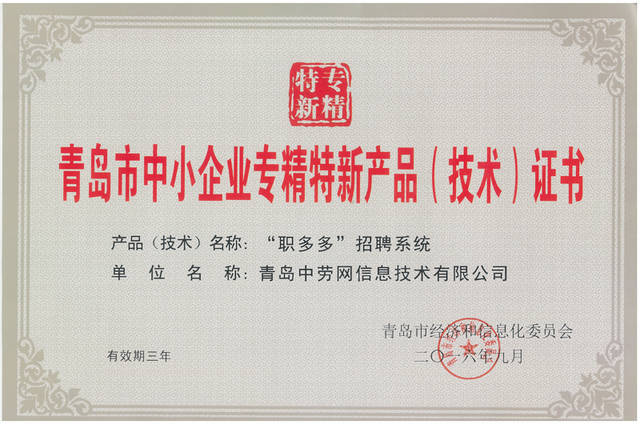 专精
特新
青岛市中小企业专精特新产品（技术）证书
产品（技术）名称：“职多多”招聘系统
单位名称：青岛中劳网信息技术有限公司
青岛市经济和信息化委员会
二〇一六年九月
有效期三年